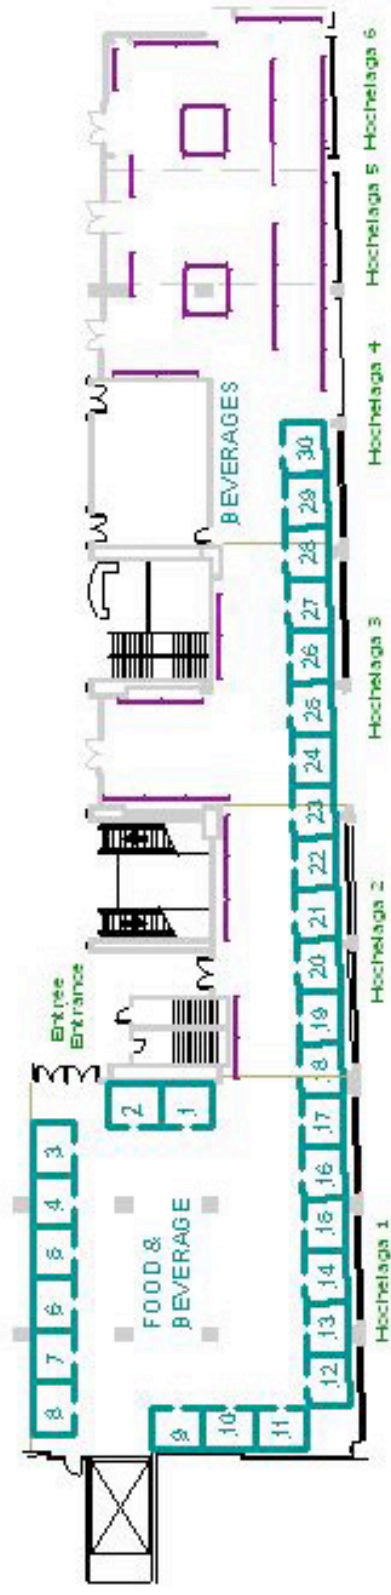 Entrée
Entrance
FOOD &
BEVERAGE
BEVERAGES
1
2
3
4
5
6
7
8
9
10
11
12
13
14
15
16
17
8
19
20
21
22
23
24
25
26
27
28
29
30
Hochelaga 1
Hochelaga 2
Hochelaga 3
Hochelaga 4
Hochelaga 5
Hochelaga 6